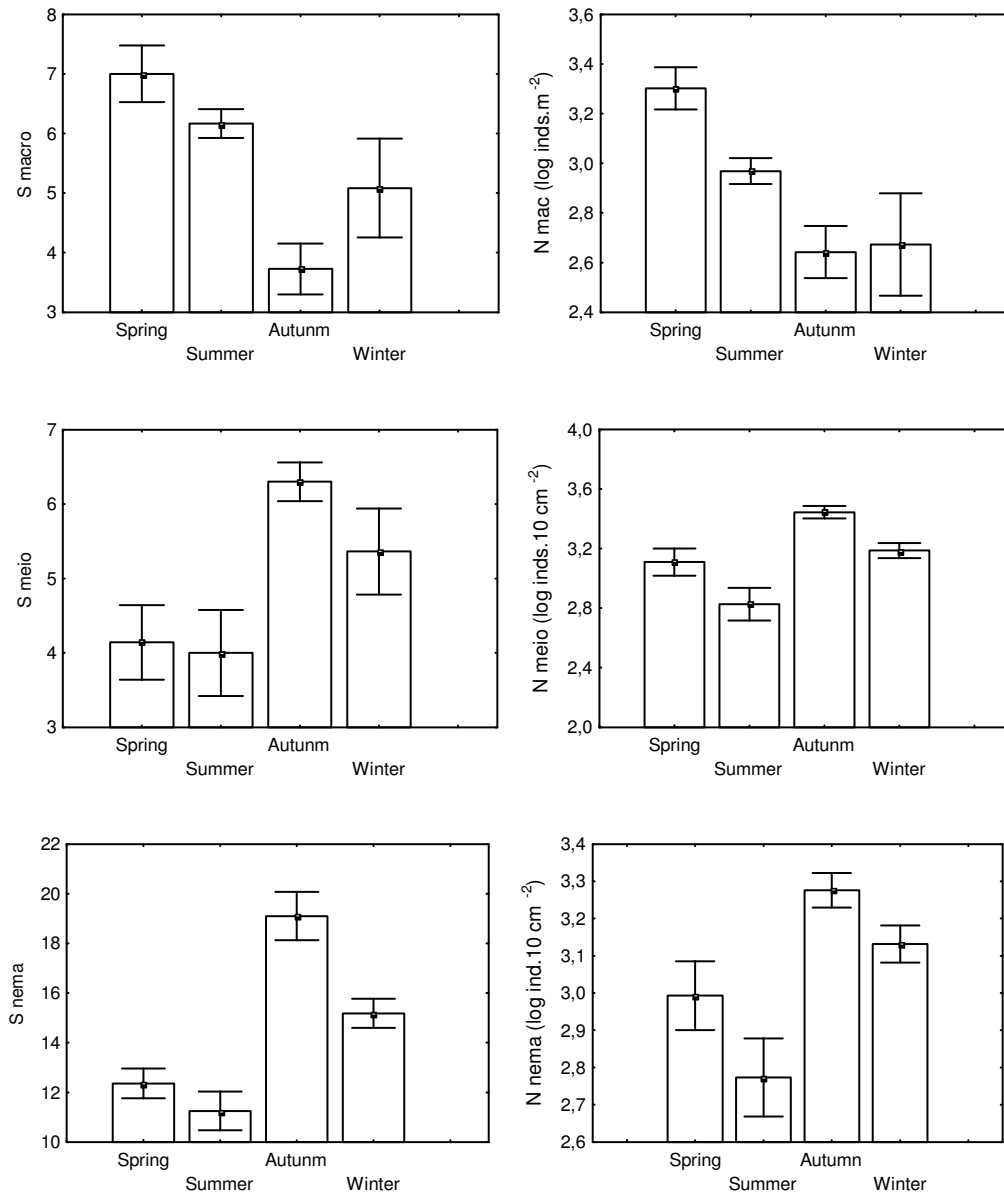 8
7
6
5
4
3
S macro
Spring
Summer
Autunm
Winter
3,6
3,4
3,2
3,0
2,8
2,6
2,4
N mac (log inds.m-2)
Spring
Summer
Autunm
Winter
7
6
5
4
3
S meio
Spring
Summer
Autunm
Winter
4,0
3,6
3,2
2,8
2,4
2,0
N meio (log inds.10 cm-2)
Spring
Summer
Autunm
Winter
22
20
18
16
14
12
10
S nema
Spring
Summer
Autunm
Winter
3,4
3,3
3,2
3,1
3,0
2,9
2,8
2,7
2,6
N nema (log ind.10 cm-2)
Spring
Summer
Autumn
Winter